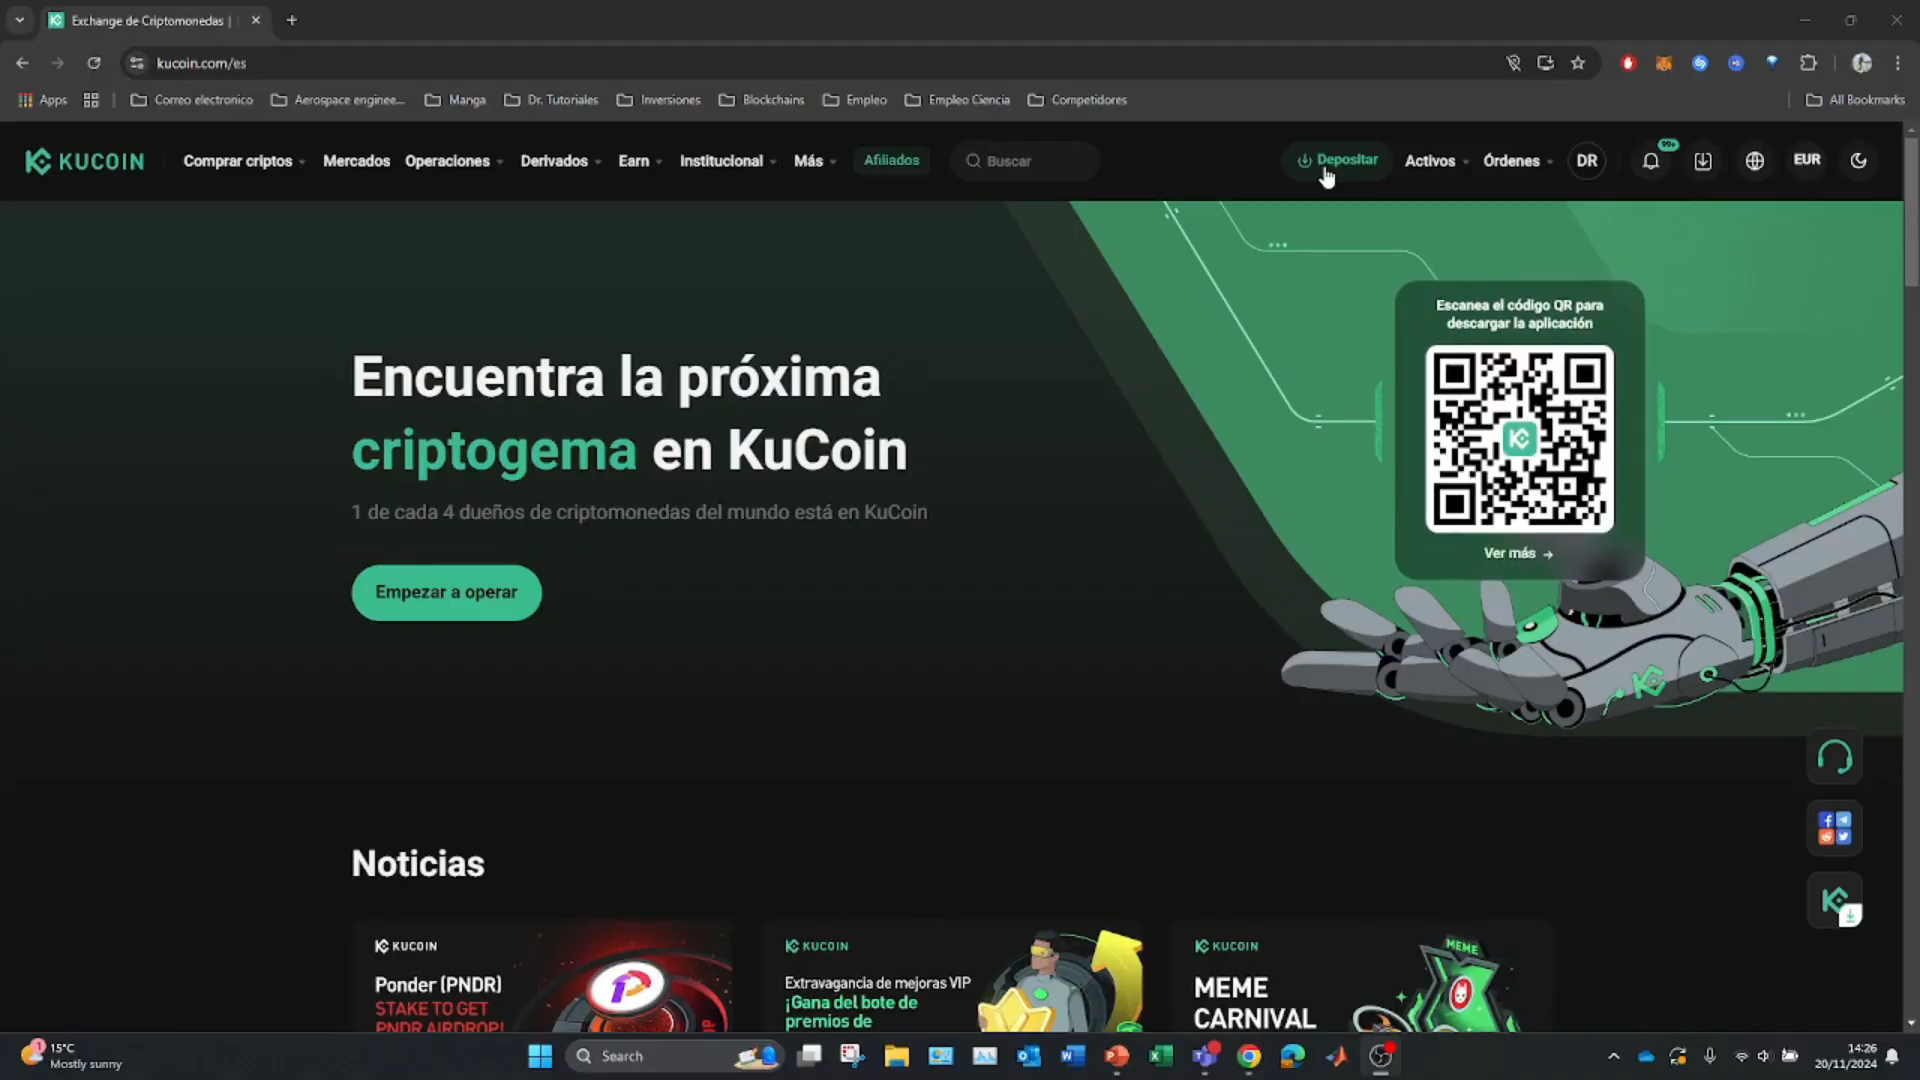 Exchange de Criptomonedas |
kucoin.com/es
Apps
Correo electronico
Aerospace enginee...
Manga
Dr. Tutoriales
Inversiones
Blockchains
Empleo
Empleo Ciencia
Competidores
All Bookmarks
KUCOIN
Comprar criptos
Mercados
Operaciones
Derivados
Earn
Institucional
Más
Afiliados
Buscar
Depositar
Activos
Órdenes
DR
99+
EUR
Escanea el código QR para
descargar la aplicación
Ver más →
Encuentra la próxima
criptogema en KuCoin
1 de cada 4 dueños de criptomonedas del mundo está en KuCoin
Empezar a operar
Noticias
KUCOIN
Ponder (PNDR)
STAKE TO GET
PNDR AIRDROP!
KUCOIN
Extravagancia de mejoras VIP
¡Gana del bote de
premios de
KUCOIN
MEME
CARNIVAL
MEME
1
15°C
Mostly sunny
Search
14:26
20/11/2024